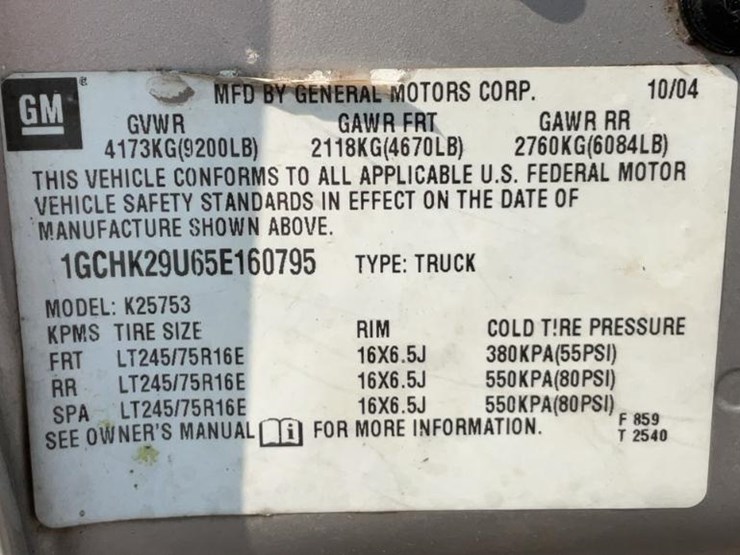 GM ®
MFD BY GENERAL MOTORS CORP. 10/04
GVWR GAWR FRT GAWR RR
4173KG(9200LB) 2118KG(4670LB) 2760KG(6084LB)
THIS VEHICLE CONFORMS TO ALL APPLICABLE U.S. FEDERAL MOTOR
VEHICLE SAFETY STANDARDS IN EFFECT ON THE DATE OF
MANUFACTURE SHOWN ABOVE.
1GCHK29U65E160795 TYPE: TRUCK
MODEL: K25753
KPMS TIRE SIZE RIM COLD TIRE PRESSURE
FRT LT245/75R16E 16X6.5J 380KPA(55PSI)
RR LT245/75R16E 16X6.5J 550KPA(80PSI)
SPA LT245/75R16E 16X6.5J 550KPA(80PSI)
SEE OWNER'S MANUAL i FOR MORE INFORMATION.
F 859
T 2540